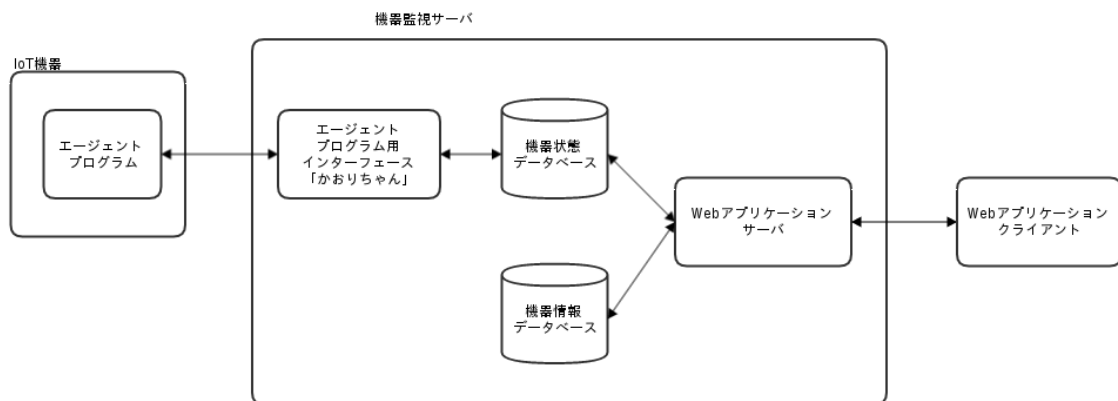 機器監視サーバ
IoT機器
エージェント
プログラム
エージェント
プログラム用
インターフェース
「かおりちゃん」
機器状態
データベース
機器情報
データベース
Webアプリケーション
サーバ
Webアプリケーション
クライアント